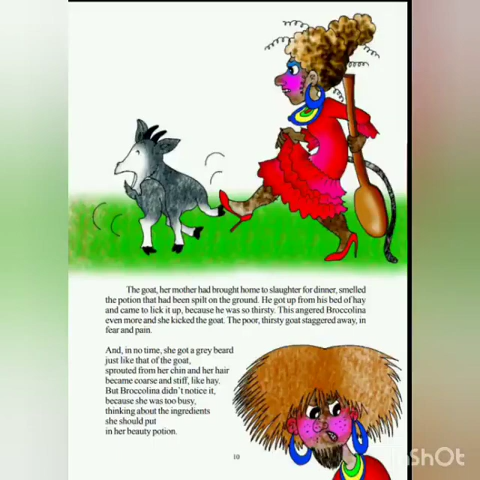 The goat, her mother had brought home to slaughter for dinner, smelled
the potion that had been spilt on the ground. He got up from his bed of hay
and came to lick it up, because he was so thirsty. This angered Broccolina
even more and she kicked the goat. The poor, thirsty goat staggered away, in
fear and pain.
And, in no time, she got a grey beard
just like that of the goat,
sprouted from her chin and her hair
became coarse and stiff, like hay.
But Broccolina didn't notice it,
because she was too busy,
thinking about the ingredients
she should put
in her beauty potion.
10
InShOt